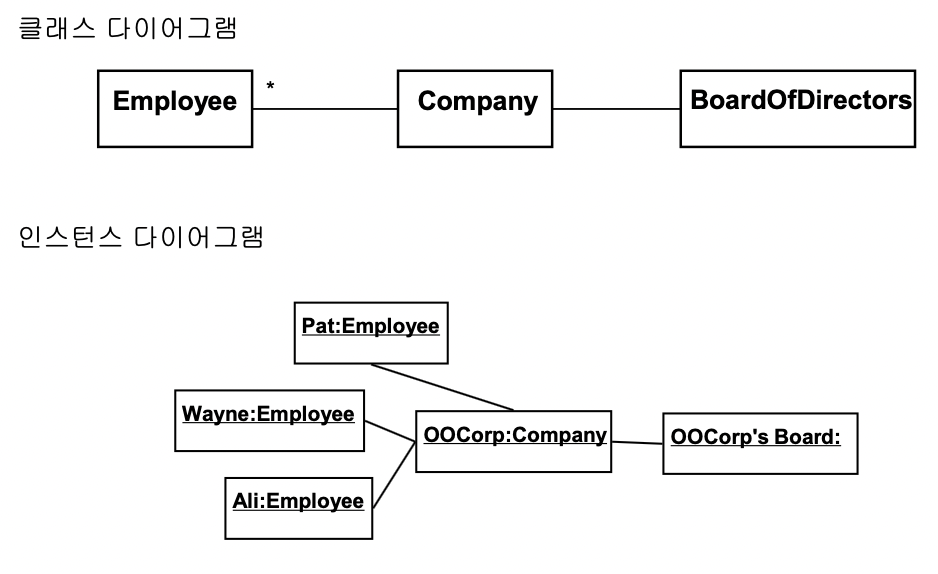 클래스 다이어그램
Employee * Company BoardOfDirectors
인스턴스 다이어그램
Pat:Employee
Wayne:Employee
OOCorp:Company OOCorp's Board:
Ali:Employee